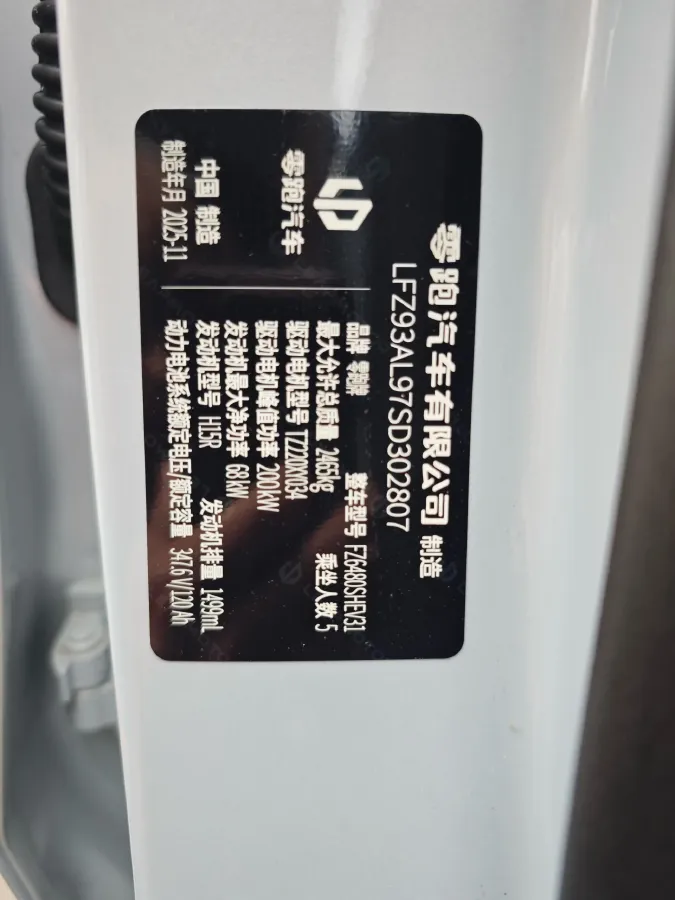 零跑汽车有限公司 制造
LFZ93AL97SD302807
零跑汽车
中国 制造
制造年月 2025-11
品牌 零跑牌 整车型号 FZ6480SHEV31
最大允许总质量 2465kg 乘坐人数 5
驱动电机型号 TZ220XY034
驱动电机峰值功率 200kW
发动机最大净功率 68kW
发动机型号 H15R 发动机排量 1499mL
动力电池系统额定电压/额定容量 347.6 V/120 Ah